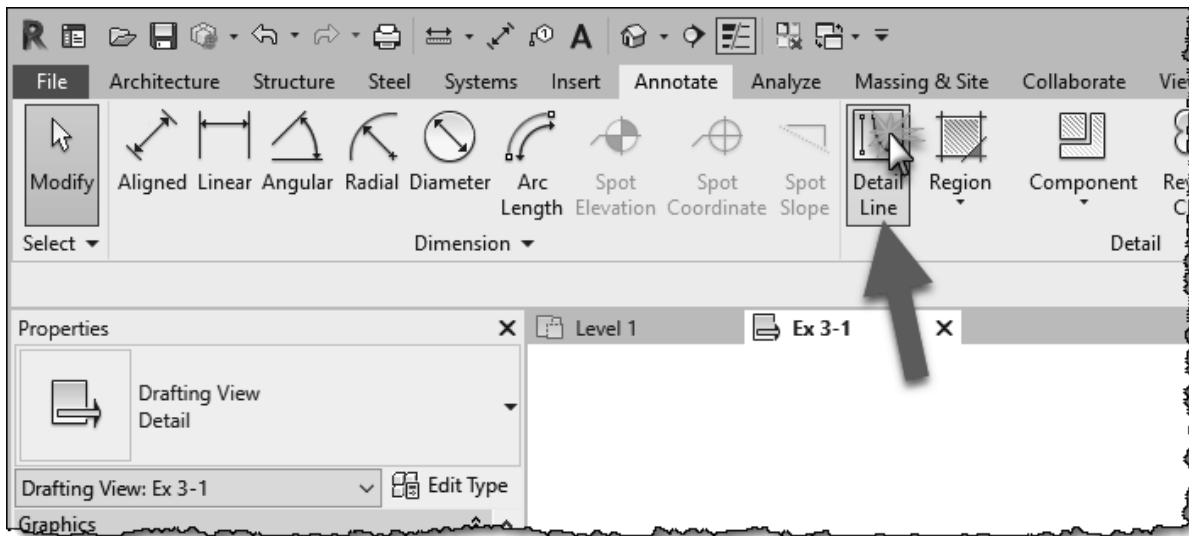 File Architecture Structure Steel Systems Insert Annotate Analyze Massing & Site Collaborate
Modify Aligned Linear Angular Radial Diameter Arc Length Spot Elevation Spot Coordinate Spot Slope Detail Line Region Component
Select Dimension Detail
Properties Level 1 Ex 3-1
Drafting View
Detail
Drafting View: Ex 3-1 Edit Type
Graphics